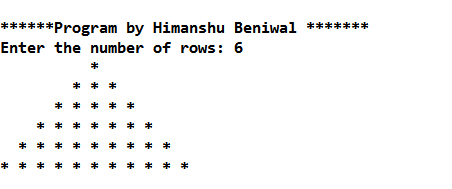 ******Program by Himanshu Beniwal *******
Enter the number of rows: 6
          *
        * * *
      * * * * *
    * * * * * * *
  * * * * * * * * *
* * * * * * * * * * *